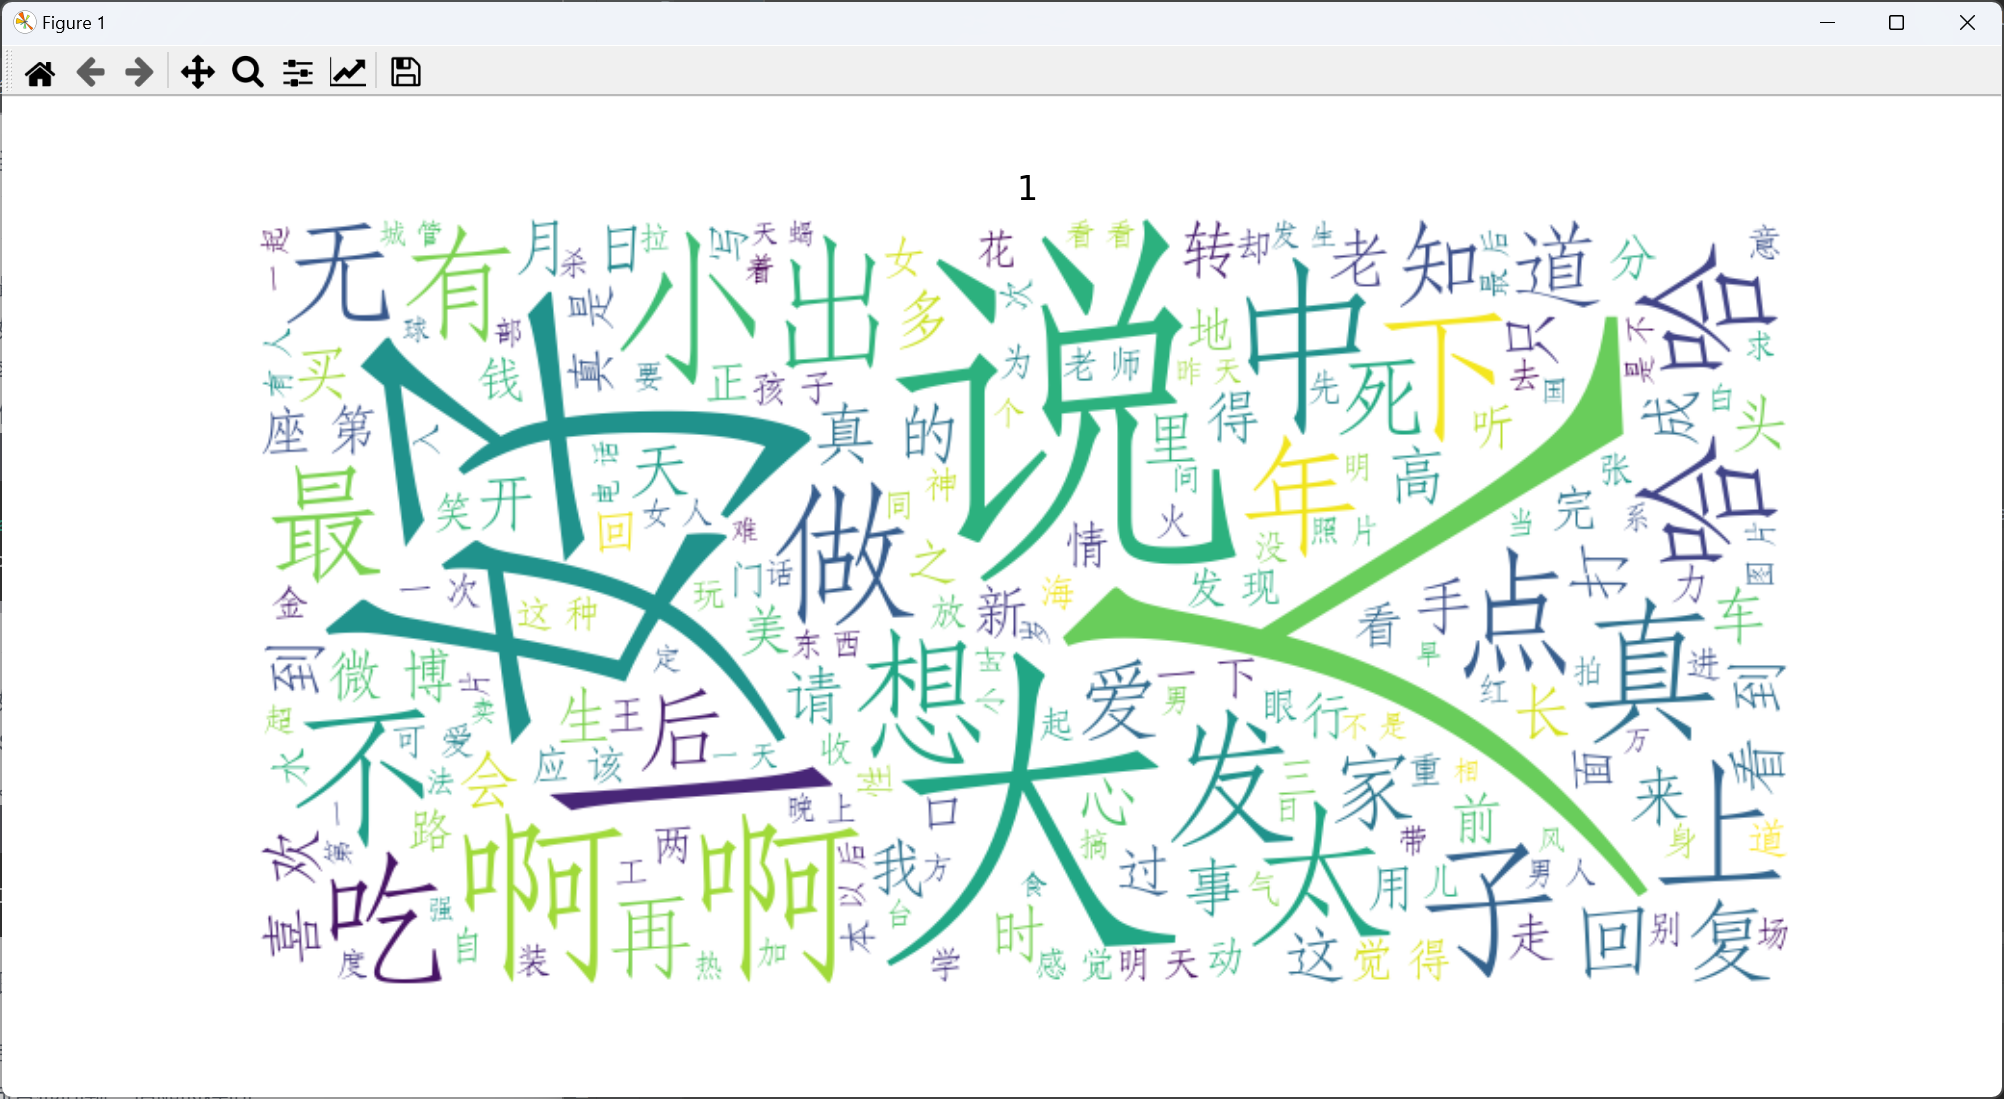 Figure 1
1
一起
无
城管
有
月
杀
日
拉
小
写
天蝎
着
出
女
多
花
次
看看
说
转
却
发生
老
知道
最后
分
意
哈哈
有人
买
球
部
钱
真是
要
正
孩子
为
老师
地
昨天
中
先
死
下
只
去
国
不是
求
座
第
人
真的
个
里
得
听
成
白
头
最
笑
开
电话
天
回
女人
难
做
同
神
间
年
明
高
照片
没
火
情
当
完
张
系
图片
金
一次
这种
玩
门
话
美
之
放
新
岁
海
发现
人
看
手
早
点
打
力
车
到
微博
片
卖
定
东西
请
想
小时
爱
一下
男
眼
行
不是
红
拍
长
真
进
到
超
水
不
可爱
法
会
应该
生
王
后
一天
收
性
大
起
心
发
三日
家
重
相
面
万
来
看
喜欢
第一
路
一
晚上
口
搞
过
太
前
带
风
身
道
上
吃
强
度
啊啊
自
装
工
两
再
热
加
以后
本
我
方
台
学
食
时
感觉
明天
事
气
动
用
儿
这
觉得
子
男人
走
回复
别
场